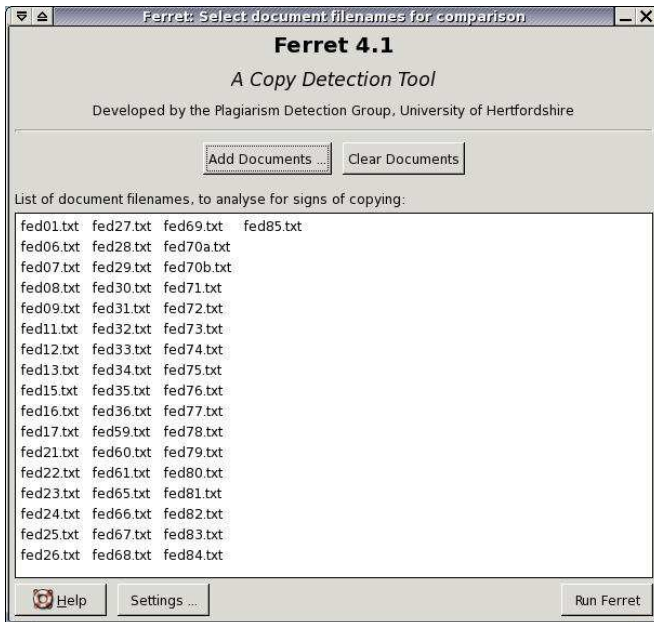 Ferret: Select document filenames for comparison
Ferret 4.1
A Copy Detection Tool
Developed by the Plagiarism Detection Group, University of Hertfordshire
Add Documents ... Clear Documents
List of document filenames, to analyse for signs of copying:
fed01.txt fed27.txt fed69.txt fed85.txt
fed06.txt fed28.txt fed70a.txt
fed07.txt fed29.txt fed70b.txt
fed08.txt fed30.txt fed71.txt
fed09.txt fed31.txt fed72.txt
fed11.txt fed32.txt fed73.txt
fed12.txt fed33.txt fed74.txt
fed13.txt fed34.txt fed75.txt
fed15.txt fed35.txt fed76.txt
fed16.txt fed36.txt fed77.txt
fed17.txt fed59.txt fed78.txt
fed21.txt fed60.txt fed79.txt
fed22.txt fed61.txt fed80.txt
fed23.txt fed65.txt fed81.txt
fed24.txt fed66.txt fed82.txt
fed25.txt fed67.txt fed83.txt
fed26.txt fed68.txt fed84.txt
Help Settings ... Run Ferret